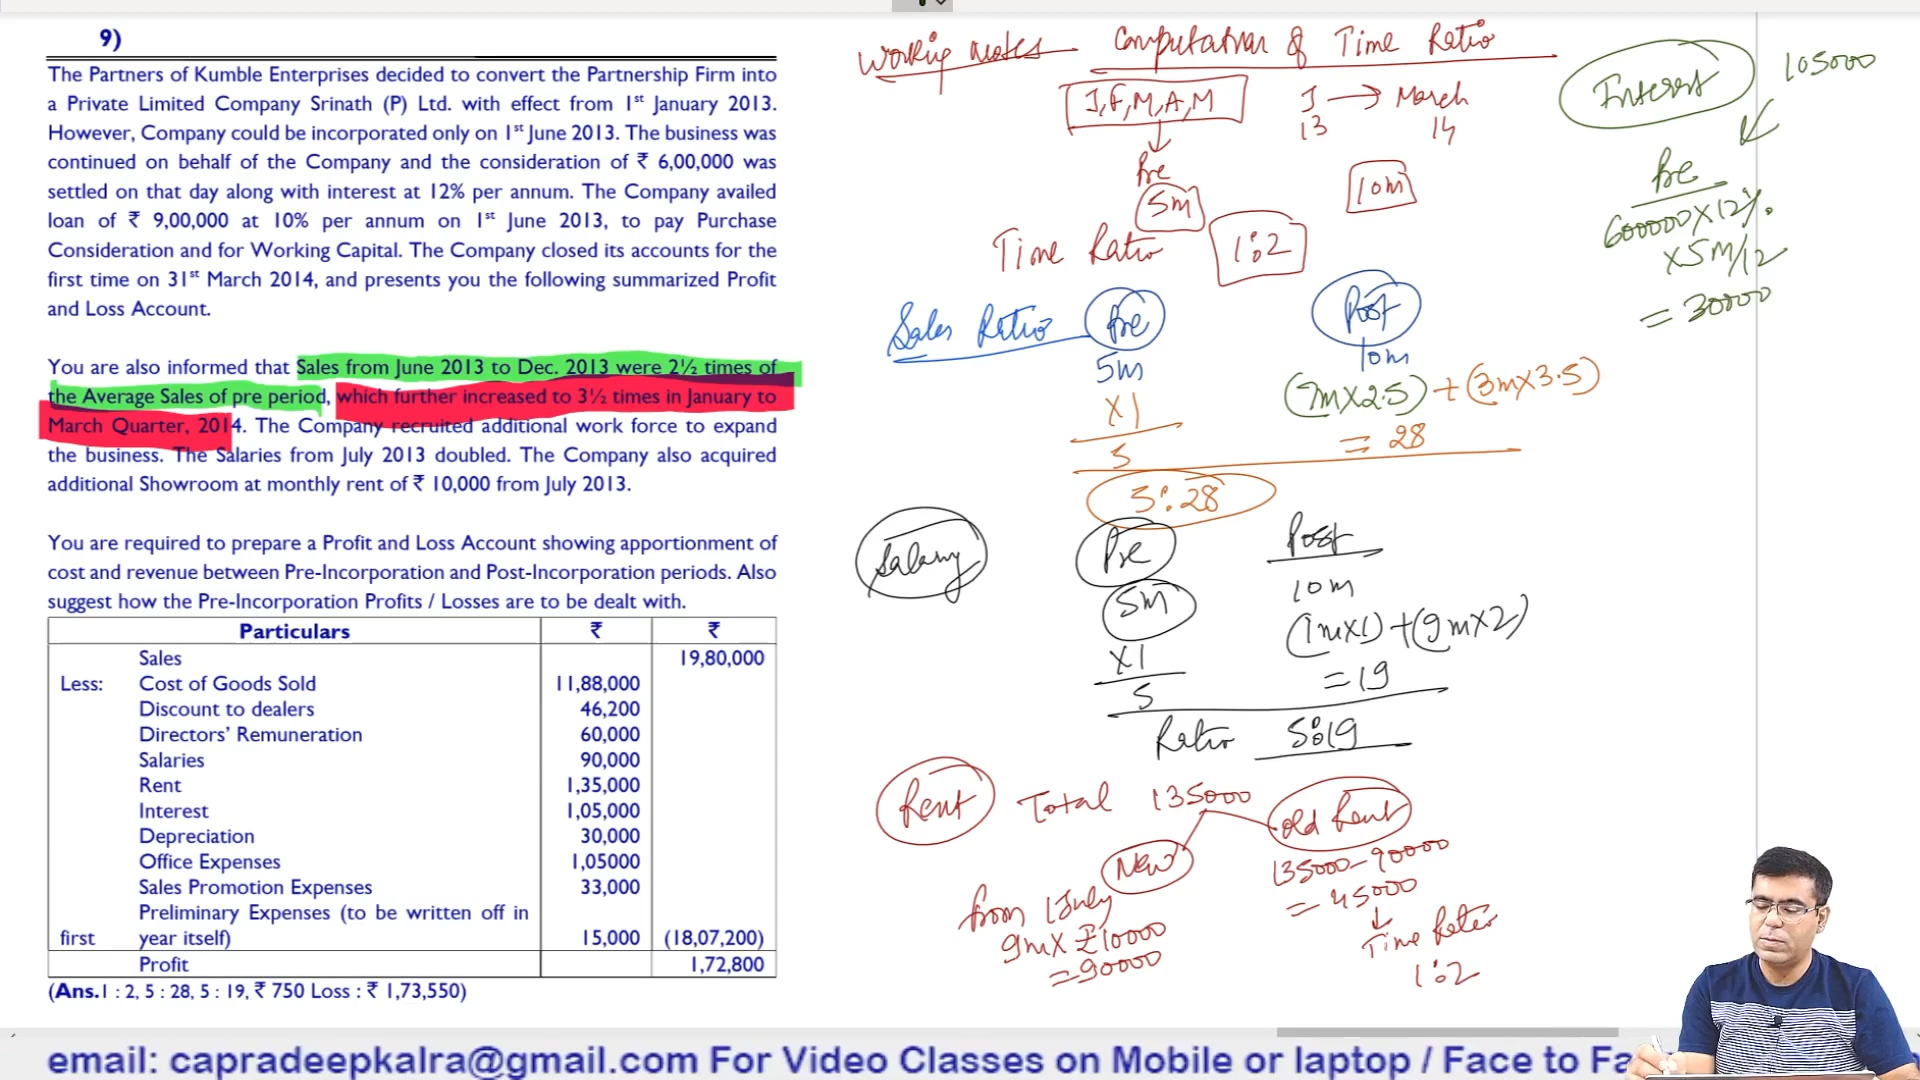 9)
The Partners of Kumble Enterprises decided to convert the Partnership Firm into
a Private Limited Company Srinath (P) Ltd. with effect from 1st January 2013.
However, Company could be incorporated only on 1st June 2013. The business was
continued on behalf of the Company and the consideration of ₹ 6,00,000 was
settled on that day along with interest at 12% per annum. The Company availed
loan of ₹ 9,00,000 at 10% per annum on 1st June 2013, to pay Purchase
Consideration and for Working Capital. The Company closed its accounts for the
first time on 31st March 2014, and presents you the following summarized Profit
and Loss Account.
You are also informed that Sales from June 2013 to Dec. 2013 were 2½ times of
the Average Sales of pre period, which further increased to 3½ times in January to
March Quarter, 2014. The Company recruited additional work force to expand
the business. The Salaries from July 2013 doubled. The Company also acquired
additional Showroom at monthly rent of ₹ 10,000 from July 2013.
You are required to prepare a Profit and Loss Account showing apportionment of
cost and revenue between Pre-Incorporation and Post-Incorporation periods. Also
suggest how the Pre-Incorporation Profits / Losses are to be dealt with.
Particulars ₹ ₹
Sales 19,80,000
Less: Cost of Goods Sold 11,88,000
Discount to dealers 46,200
Directors' Remuneration 60,000
Salaries 90,000
Rent 1,35,000
Interest 1,05,000
Depreciation 30,000
Office Expenses 1,05000
Sales Promotion Expenses 33,000
Preliminary Expenses (to be written off in
first year itself) 15,000 (18,07,200)
Profit 1,72,800
(Ans.1 : 2, 5 : 28, 5 : 19, ₹ 750 Loss : ₹ 1,73,550)
Working Notes Computation of Time Ratio
J,F,M,A,M J → March
13 14
Pre
5m 10m
Time Ratio 1:2
Sales Ratio Pre Post
5m 10m
x1 (7mx2.5) + (3mx3.5)
5 = 28
5:28
Salary Pre Post
5m 10m
x1 (1mx1)+(9mx2)
5 = 19
Ratio 5:19
Rent Total 135000
New Old Rent
from 1July 135000-90000
9mx ₹10000 = 45000
= 90000 Time Ratio
1:2
Interest 105000
Pre
600000x12%
x5m/12
= 30000
email: capradeepkalra@gmail.com For Video Classes on Mobile or laptop / Face to Fa